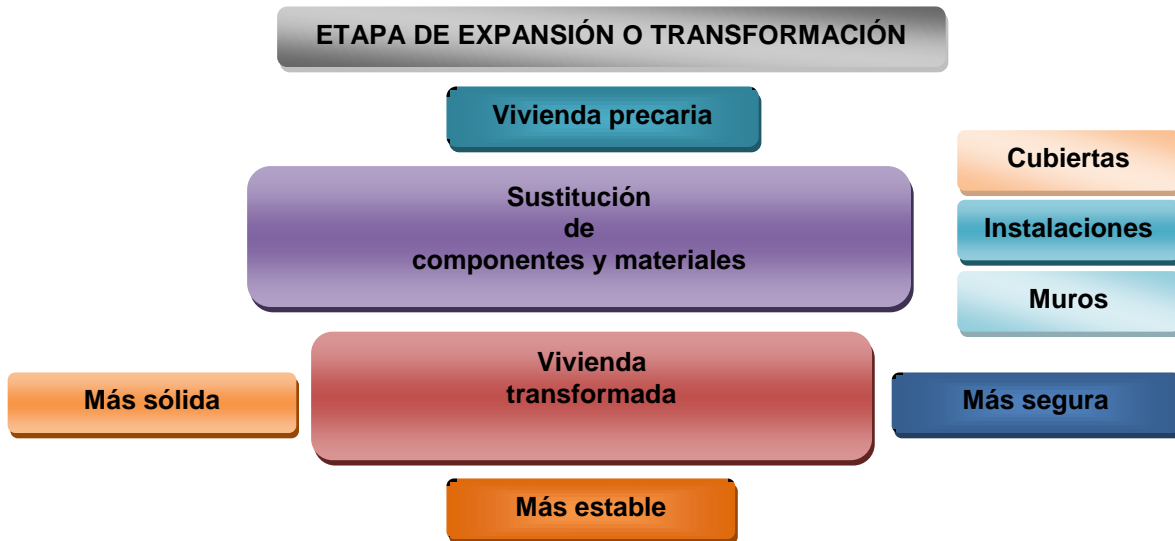 ETAPA DE EXPANSIÓN O TRANSFORMACIÓN
Vivienda precaria
Sustitución
de
componentes y materiales
Cubiertas
Instalaciones
Muros
Vivienda
transformada
Más sólida
Más segura
Más estable